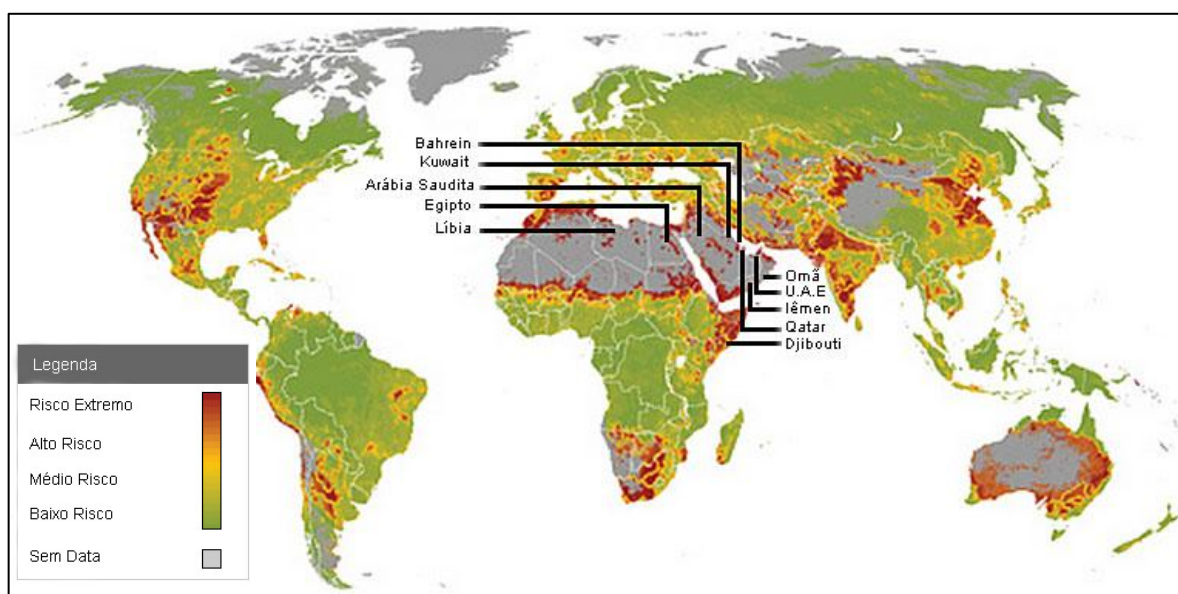 Bahrein
Kuwait
Arábia Saudita
Egipto
Líbia
Omã
U.A.E
Iêmen
Qatar
Djibouti
Legenda
Risco Extremo
Alto Risco
Médio Risco
Baixo Risco
Sem Data